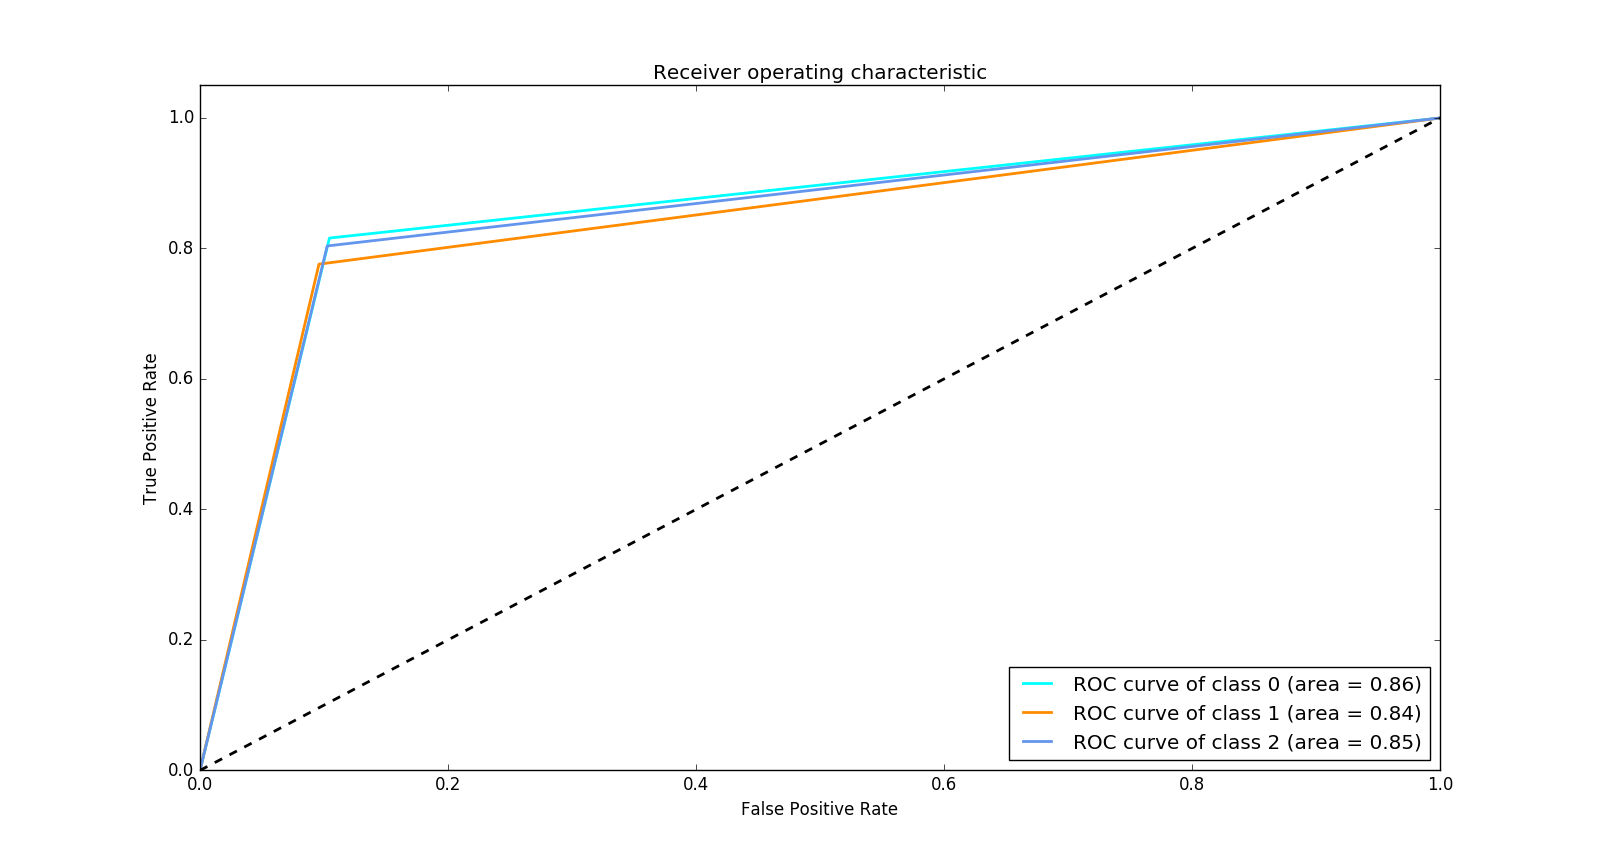 Receiver operating characteristic
1.0
0.8
0.6
0.4
0.2
0.0
True Positive Rate
0.0 0.2 0.4 0.6 0.8 1.0
False Positive Rate
ROC curve of class 0 (area = 0.86)
ROC curve of class 1 (area = 0.84)
ROC curve of class 2 (area = 0.85)